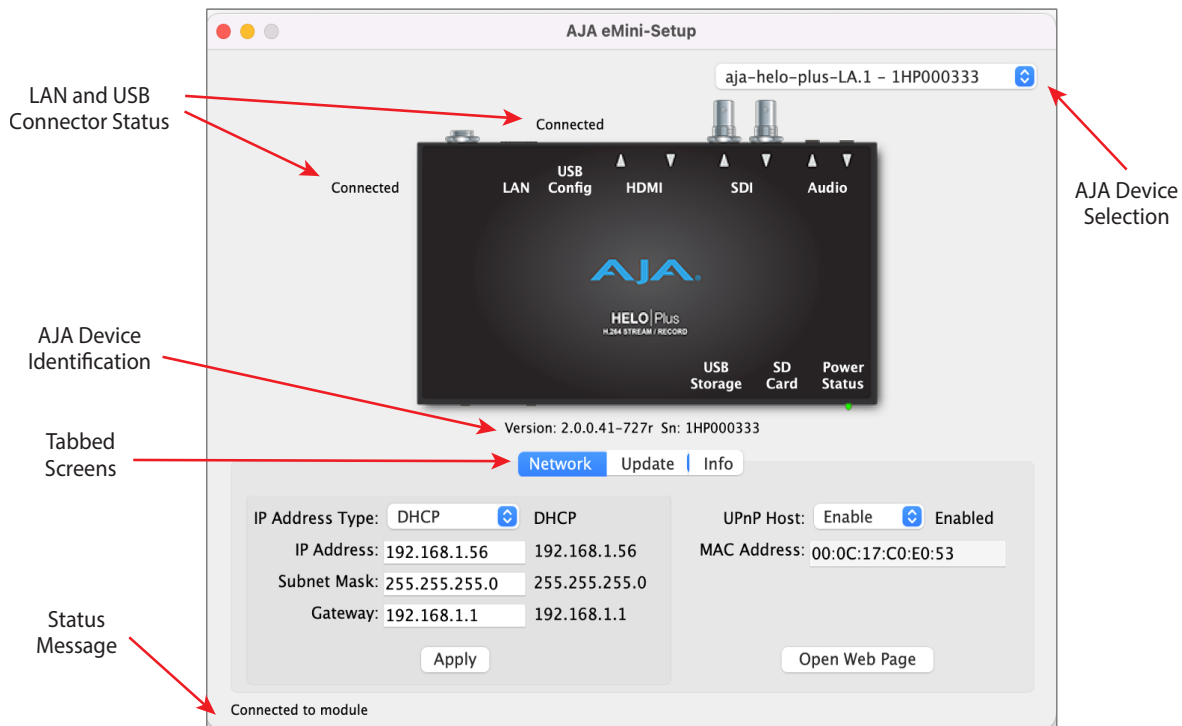 AJA eMini-Setup
aja-helo-plus-LA.1 - 1HP000333
LAN and USB
Connector Status
Connected
Connected
USB
LAN Config HDMI SDI Audio
AJA Device
Selection
AJA.
HELO|Plus
H.264 STREAM / RECORD
AJA Device
Identification
USB SD Power
Storage Card Status
Version: 2.0.0.41-727r Sn: 1HP000333
Tabbed
Screens
Network Update Info
IP Address Type: DHCP DHCP
UPnP Host: Enable Enabled
IP Address: 192.168.1.56 192.168.1.56
MAC Address: 00:0C:17:C0:E0:53
Subnet Mask: 255.255.255.0 255.255.255.0
Gateway: 192.168.1.1 192.168.1.1
Status
Message
Apply
Open Web Page
Connected to module